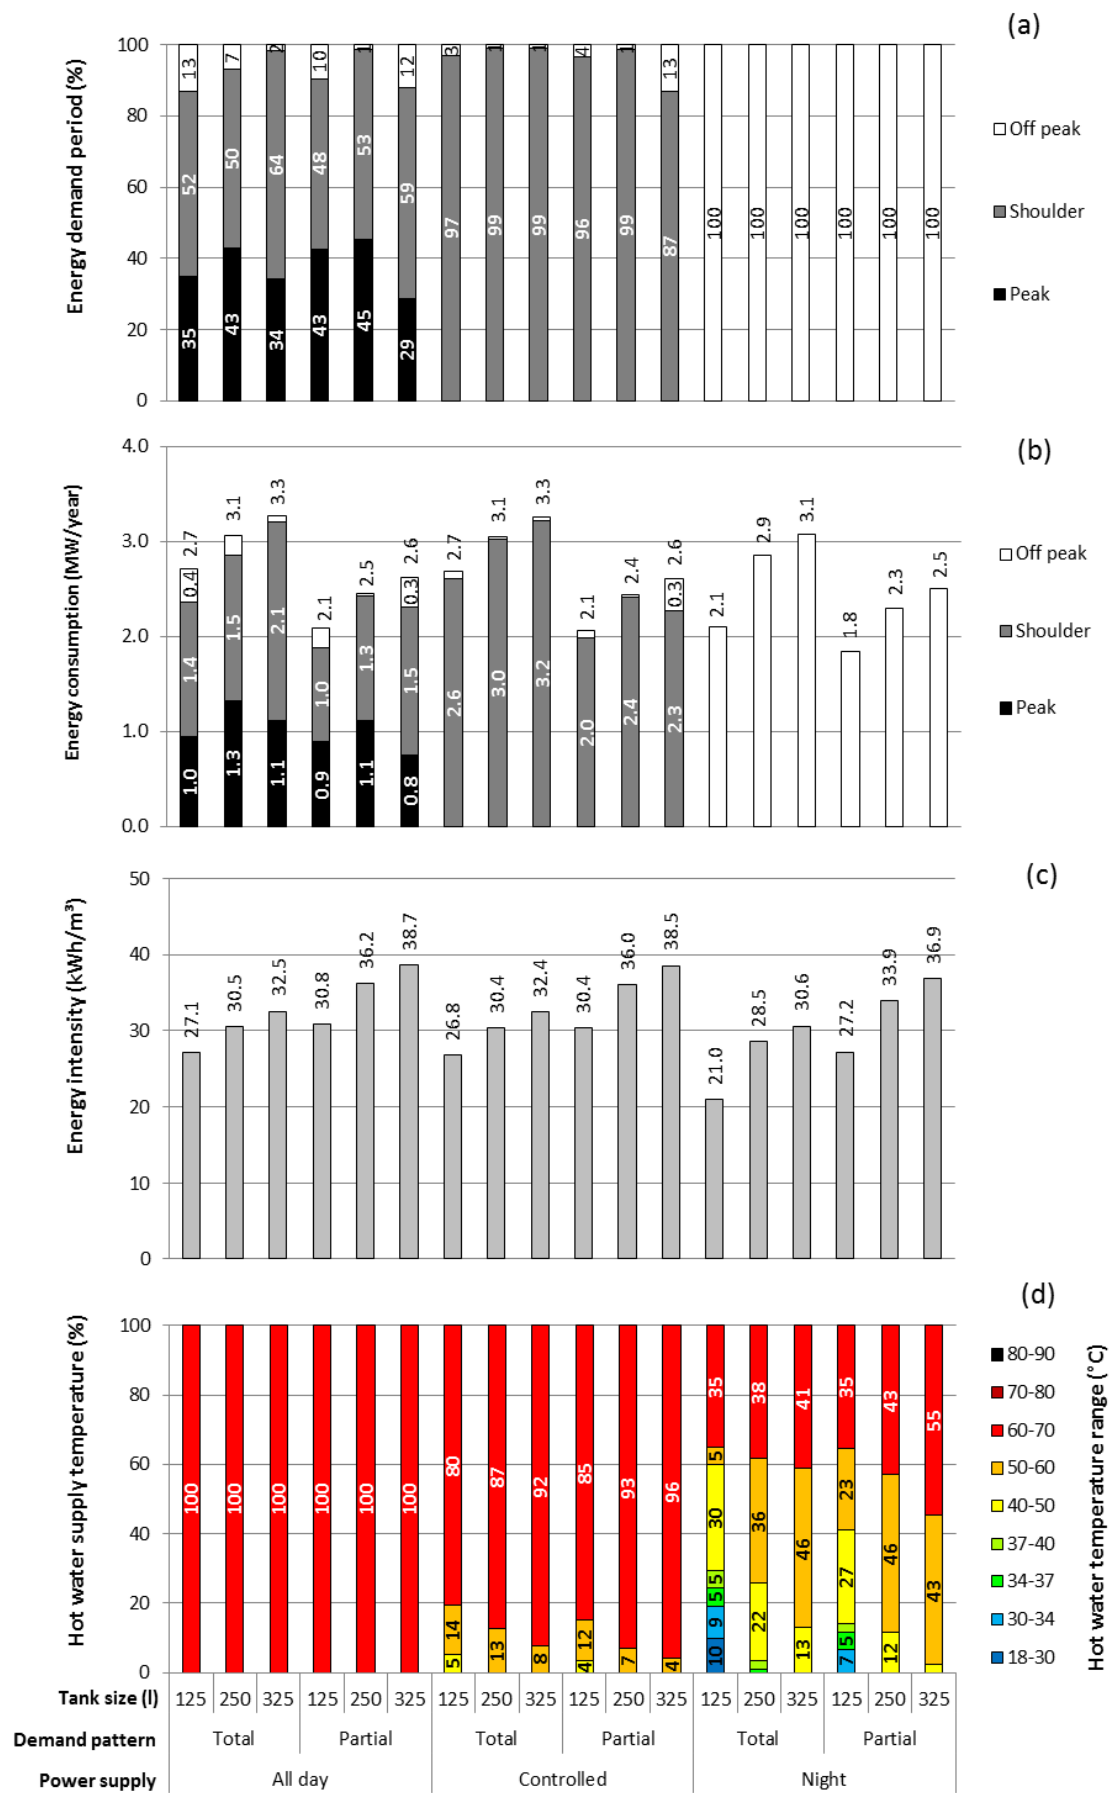 (a)
Energy demand period (%)
100
80
60
40
20
0
13 7 2 10 1 12 3 1 1 4 1 13
52 50 64 48 53 59 97 99 99 96 99 87 100 100 100 100 100 100
35 43 34 43 45 29
Off peak
Shoulder
Peak
(b)
Energy consumption (MW/year)
4.0
3.0
2.0
1.0
0.0
2.7 3.1 3.3 2.1 2.5 2.6 2.7 3.1 3.3 2.1 2.4 2.6 2.1 2.9 3.1 1.8 2.3 2.5
0.4 0.3 0.3
1.4 1.5 2.1 1.0 1.3 1.5 2.6 3.0 3.2 2.0 2.4 2.3
1.0 1.3 1.1 0.9 1.1 0.8
Off peak
Shoulder
Peak
(c)
Energy intensity (kWh/m³)
50
40
30
20
10
0
27.1 30.5 32.5 30.8 36.2 38.7 26.8 30.4 32.4 30.4 36.0 38.5 21.0 28.5 30.6 27.2 33.9 36.9
(d)
Hot water supply temperature (%)
100
80
60
40
20
0
100 100 100 100 100 100 80 87 92 85 93 96 35 38 41 35 43 55
14 13 8 12 7 4 5 36 46 23 46 43
5 4 30 22 13 27 12
5
5 5
9 7
10
80-90
70-80
60-70
50-60
40-50
37-40
34-37
30-34
18-30
Hot water temperature range (°C)
Tank size (l) 125 250 325 125 250 325 125 250 325 125 250 325 125 250 325 125 250 325
Demand pattern Total Partial Total Partial Total Partial
Power supply All day Controlled Night